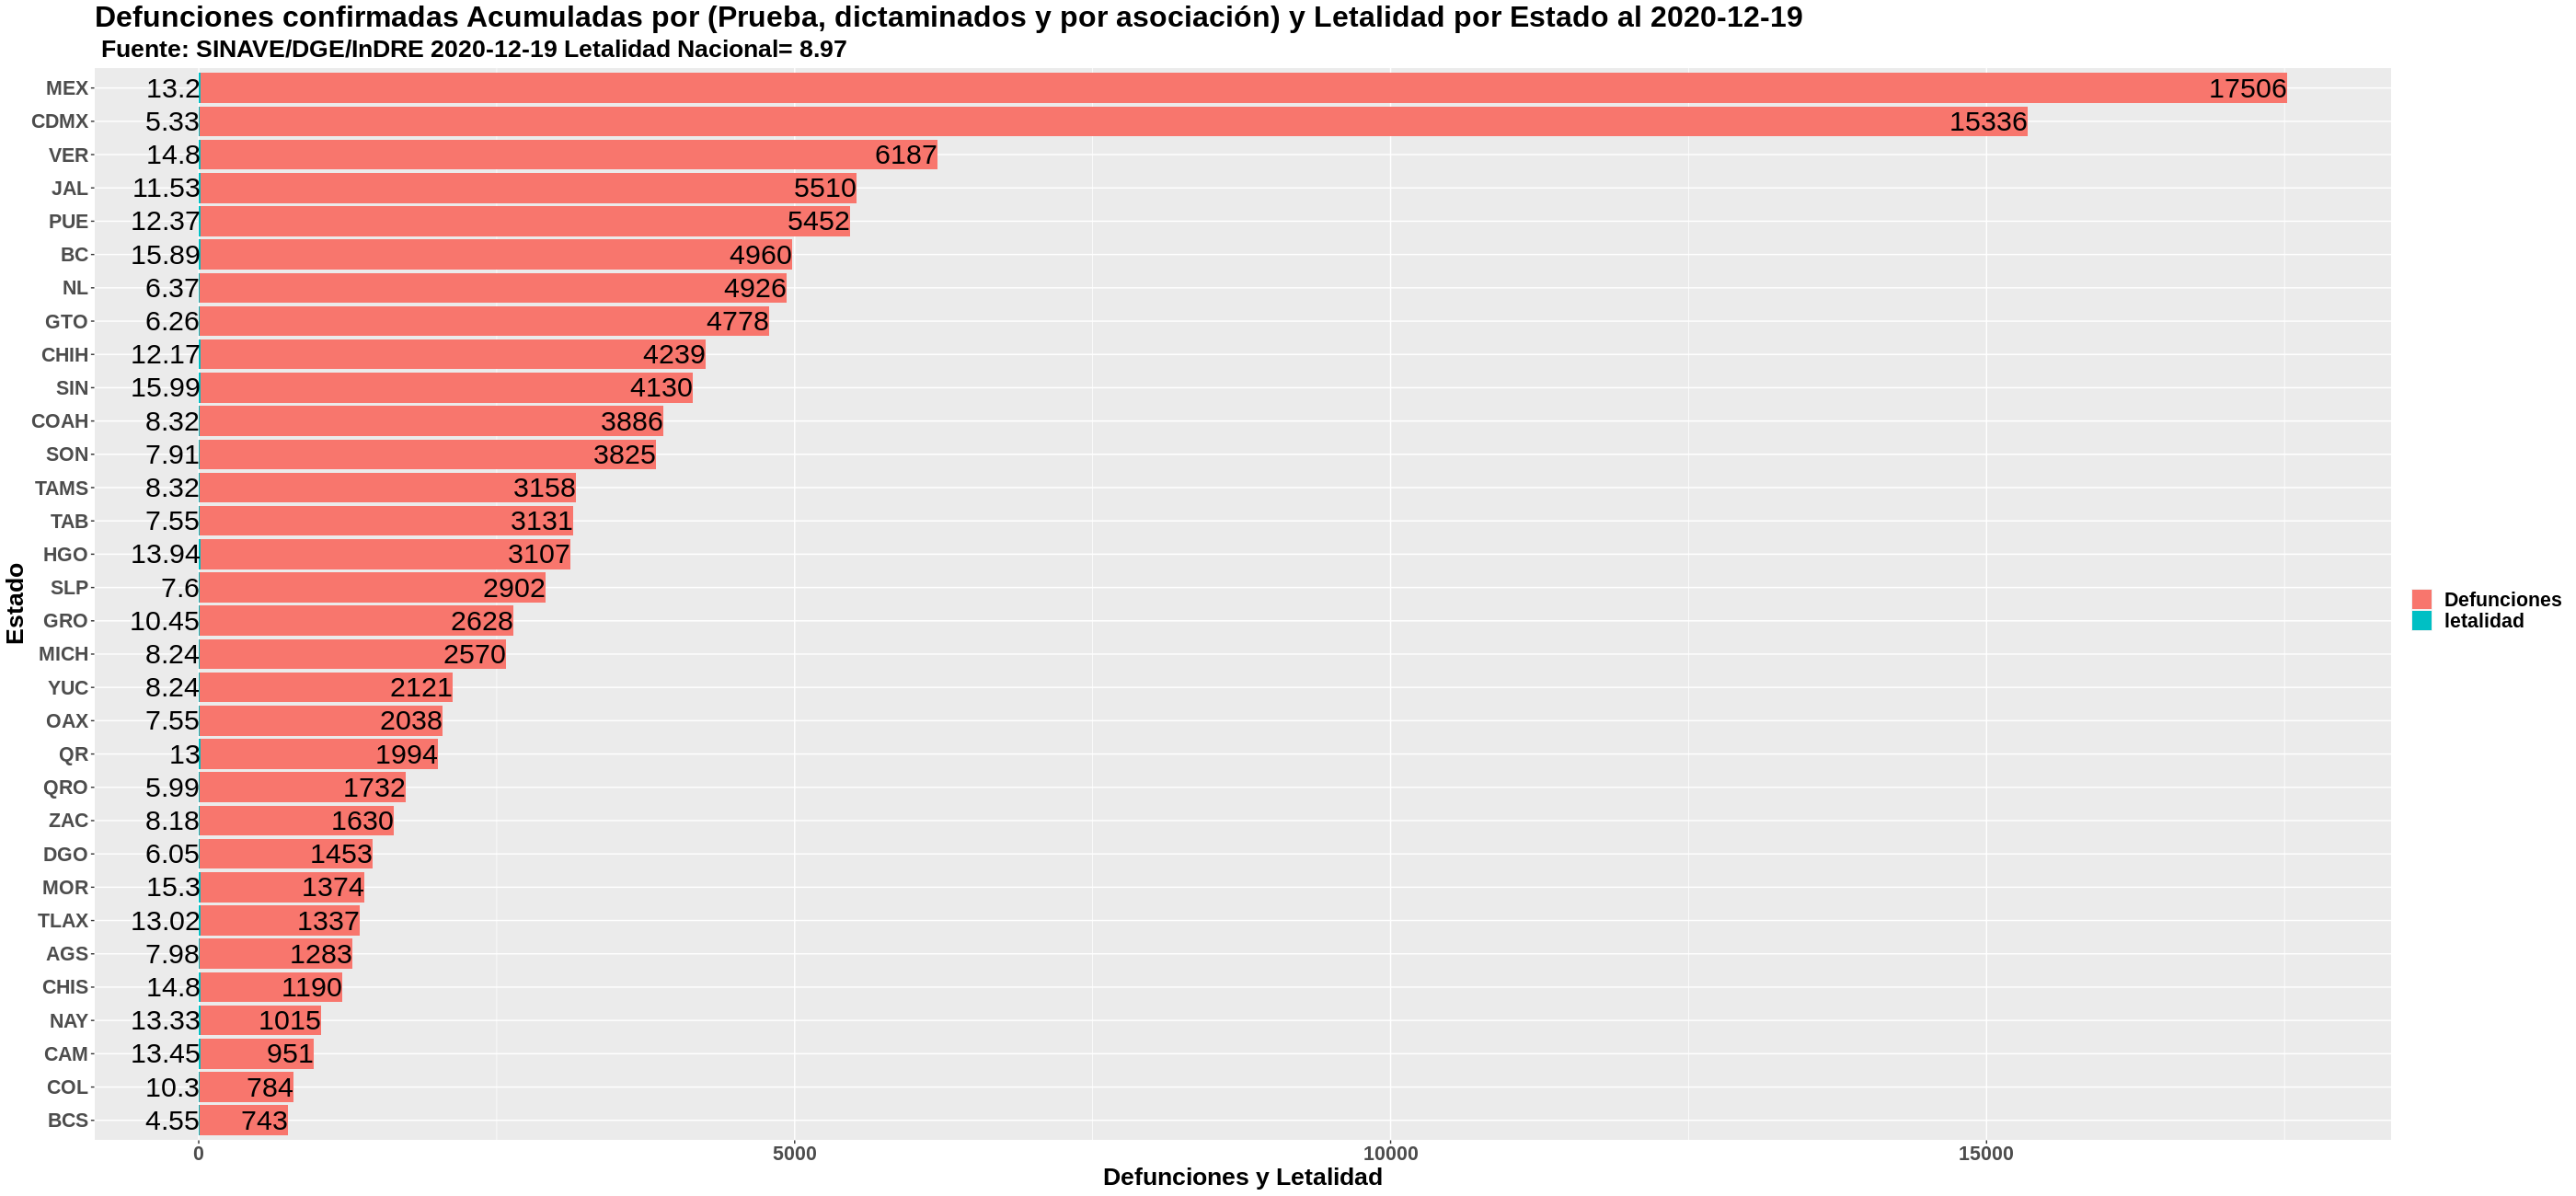 Defunciones confirmadas Acumuladas por (Prueba, dictaminados y por asociación) y Letalidad por Estado al 2020-12-19
Fuente: SINAVE/DGE/InDRE 2020-12-19 Letalidad Nacional= 8.97
MEX 13.2 17506
CDMX 5.33 15336
VER 14.8 6187
JAL 11.53 5510
PUE 12.37 5452
BC 15.89 4960
NL 6.37 4926
GTO 6.26 4778
CHIH 12.17 4239
SIN 15.99 4130
COAH 8.32 3886
SON 7.91 3825
TAMS 8.32 3158
TAB 7.55 3131
HGO 13.94 3107
SLP 7.6 2902
GRO 10.45 2628
MICH 8.24 2570
YUC 8.24 2121
OAX 7.55 2038
QR 13 1994
QRO 5.99 1732
ZAC 8.18 1630
DGO 6.05 1453
MOR 15.3 1374
TLAX 13.02 1337
AGS 7.98 1283
CHIS 14.8 1190
NAY 13.33 1015
CAM 13.45 951
COL 10.3 784
BCS 4.55 743
0 5000 10000 15000
Defunciones y Letalidad
Estado
Defunciones
letalidad